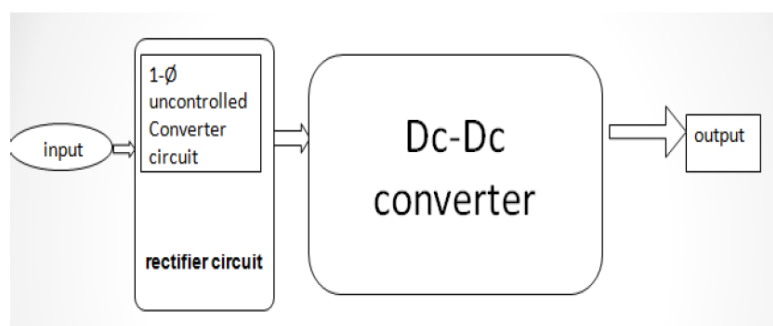 input
1-Ø
uncontrolled
Converter
circuit
rectifier circuit
Dc-Dc
converter
output